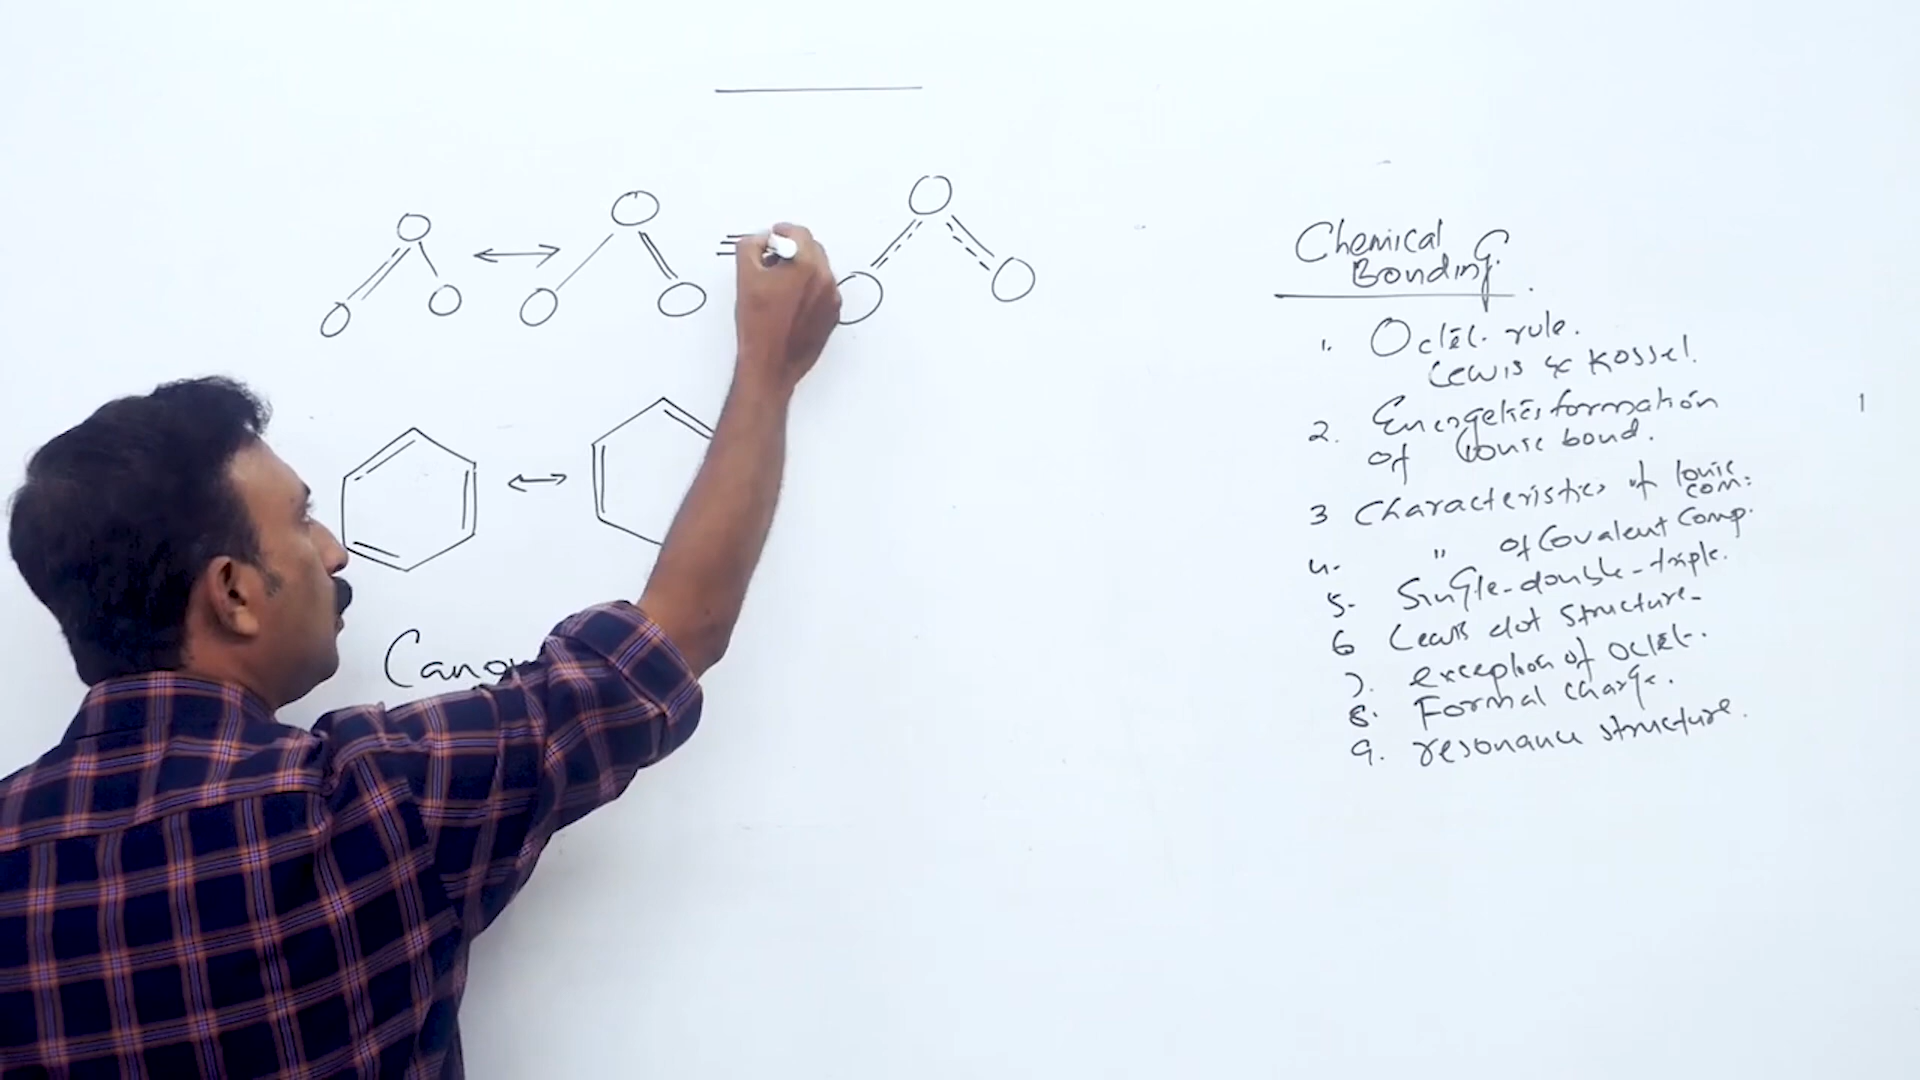 O O O ↔ O O O ≡ O O O
Cano
Chemical
Bonding.
1. Octet. rule.
Lewis & Kossel.
2. Energetics formation
of Ionic bond.
3 Characteristics of Ionic
com:
4. " of Covalent Comp.
5. Single-double-triple.
6 Lewis dot structure-
7. exception of Octet.
8. Formal charge.
9. resonance structure.